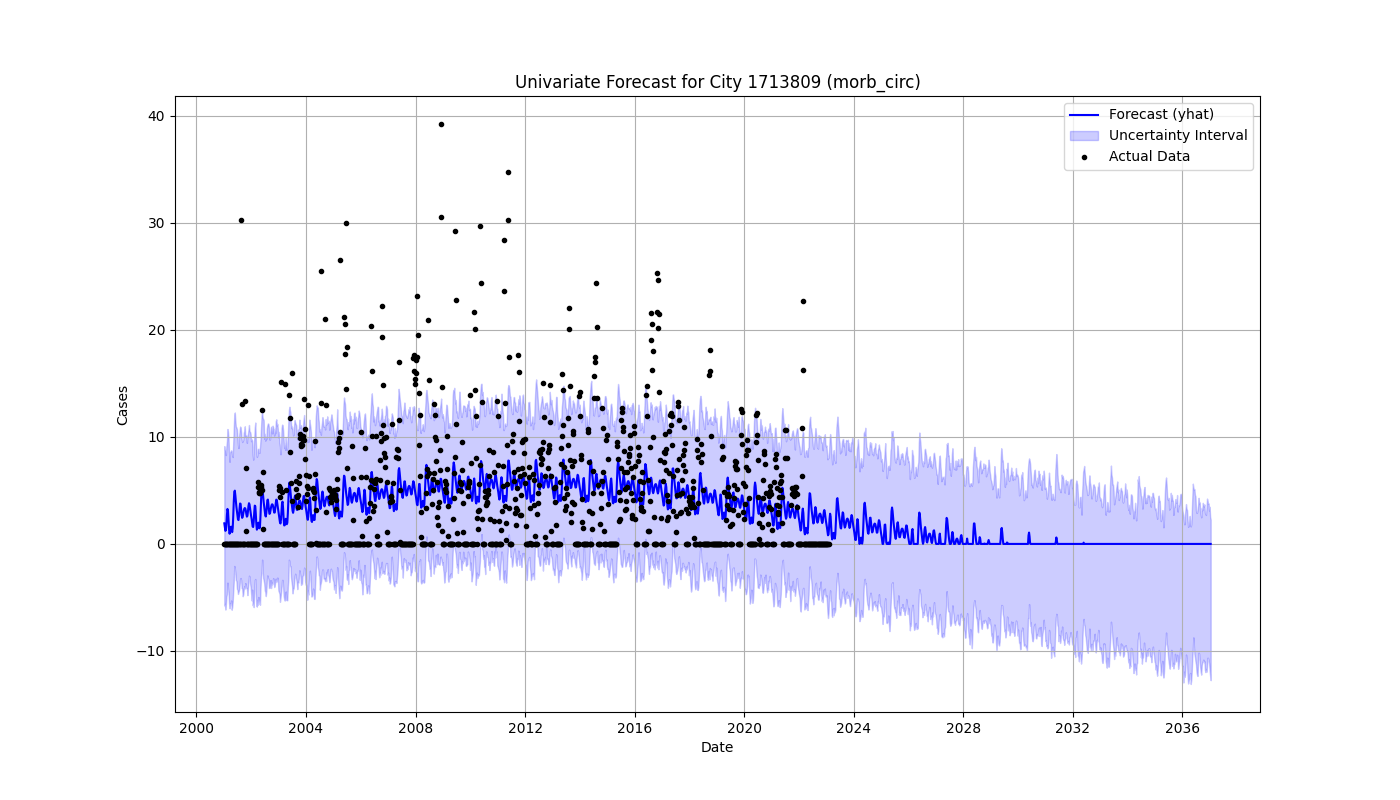 Univariate Forecast for City 1713809 (morb_circ)
Forecast (yhat)
Uncertainty Interval
Actual Data
40
30
20
10
0
−10
Cases
2000
2004
2008
2012
2016
2020
2024
2028
2032
2036
Date